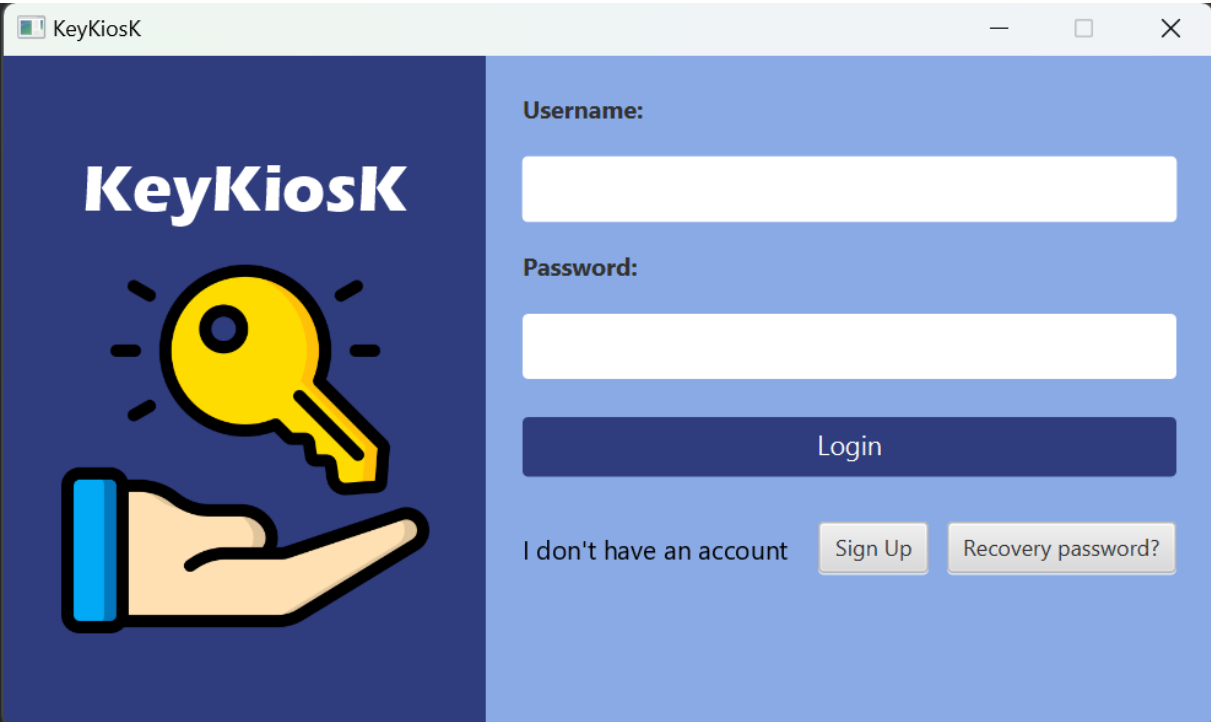 KeyKiosK
KeyKiosK
Username:
Password:
Login
I don't have an account
Sign Up
Recovery password?